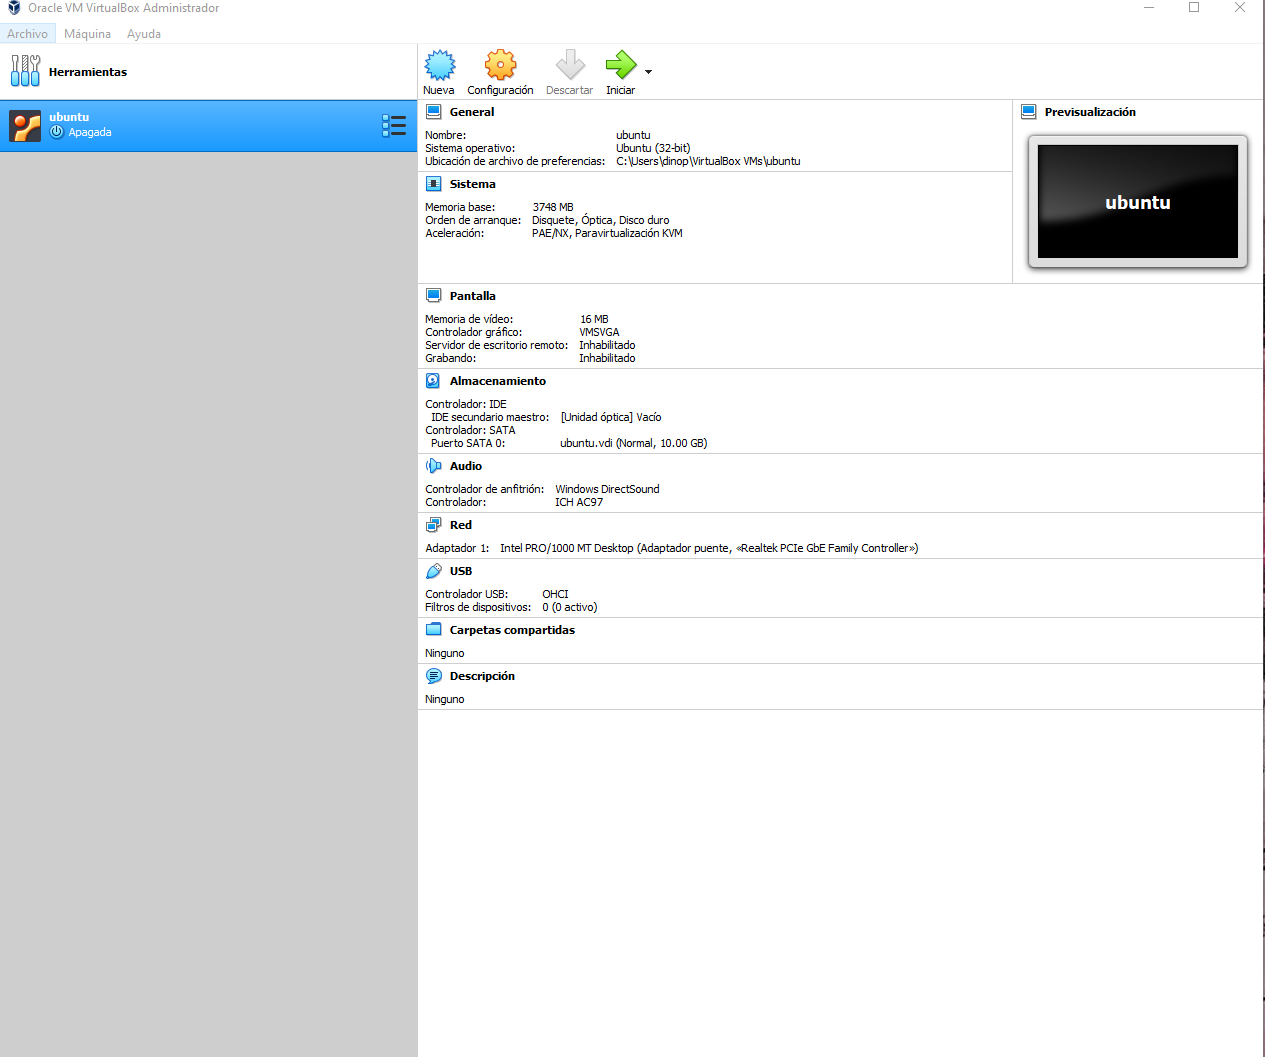 Oracle VM VirtualBox Administrador
Archivo Máquina Ayuda
Herramientas
ubuntu
Apagada
Nueva Configuración Descartar Iniciar
General
Nombre: ubuntu
Sistema operativo: Ubuntu (32-bit)
Ubicación de archivo de preferencias: C:\Users\dinop\VirtualBox VMs\ubuntu
Previsualización
ubuntu
Sistema
Memoria base: 3748 MB
Orden de arranque: Disquete, Óptica, Disco duro
Aceleración: PAE/NX, Paravirtualización KVM
Pantalla
Memoria de vídeo: 16 MB
Controlador gráfico: VMSVGA
Servidor de escritorio remoto: Inhabilitado
Grabando: Inhabilitado
Almacenamiento
Controlador: IDE
IDE secundario maestro: [Unidad óptica] Vacío
Controlador: SATA
Puerto SATA 0: ubuntu.vdi (Normal, 10.00 GB)
Audio
Controlador de anfitrión: Windows DirectSound
Controlador: ICH AC97
Red
Adaptador 1: Intel PRO/1000 MT Desktop (Adaptador puente, «Realtek PCIe GbE Family Controller»)
USB
Controlador USB: OHCI
Filtros de dispositivos: 0 (0 activo)
Carpetas compartidas
Ninguno
Descripción
Ninguno